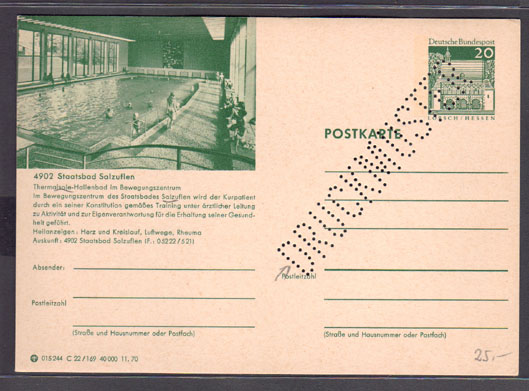 4902 Staatsbad Salzuflen
Thermalsole-Hallenbad im Bewegungszentrum
Im Bewegungszentrum des Staatsbades Salzuflen wird der Kurpatient
durch ein seiner Konstitution gemäßes Training unter ärztlicher Leitung
zu Aktivität und zur Eigenverantwortung für die Erhaltung seiner Gesund-
heit geführt.
Heilanzeigen: Herz und Kreislauf, Luftwege, Rheuma
Auskunft: 4902 Staatsbad Salzuflen (F.: 05222/521)
Absender:
Postleitzahl
(Straße und Hausnummer oder Postfach)
015244 C 22/169 40000 11. 70
Deutsche Bundespost
20
LORSCH/HESSEN
POSTKARTE
Postleitzahl
(Straße und Hausnummer oder Postfach)
25,-